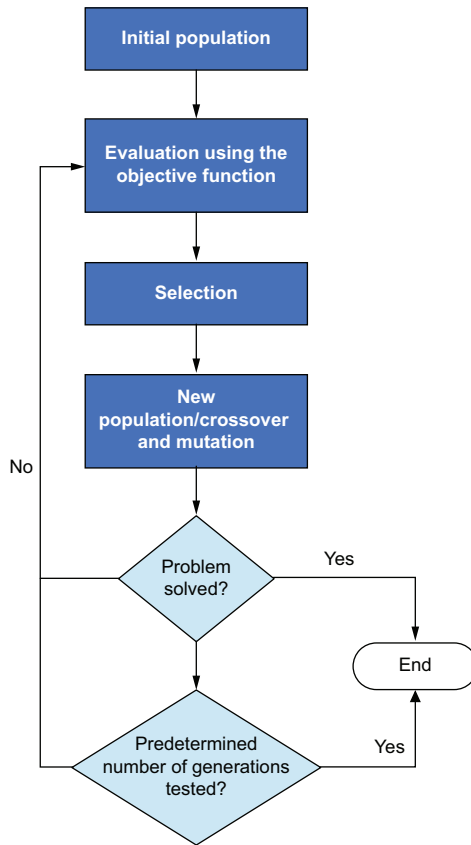 Initial population
Evaluation using the
objective function
Selection
New
population/crossover
and mutation
No
Problem
solved?
Yes
End
Predetermined
number of generations
tested?
Yes